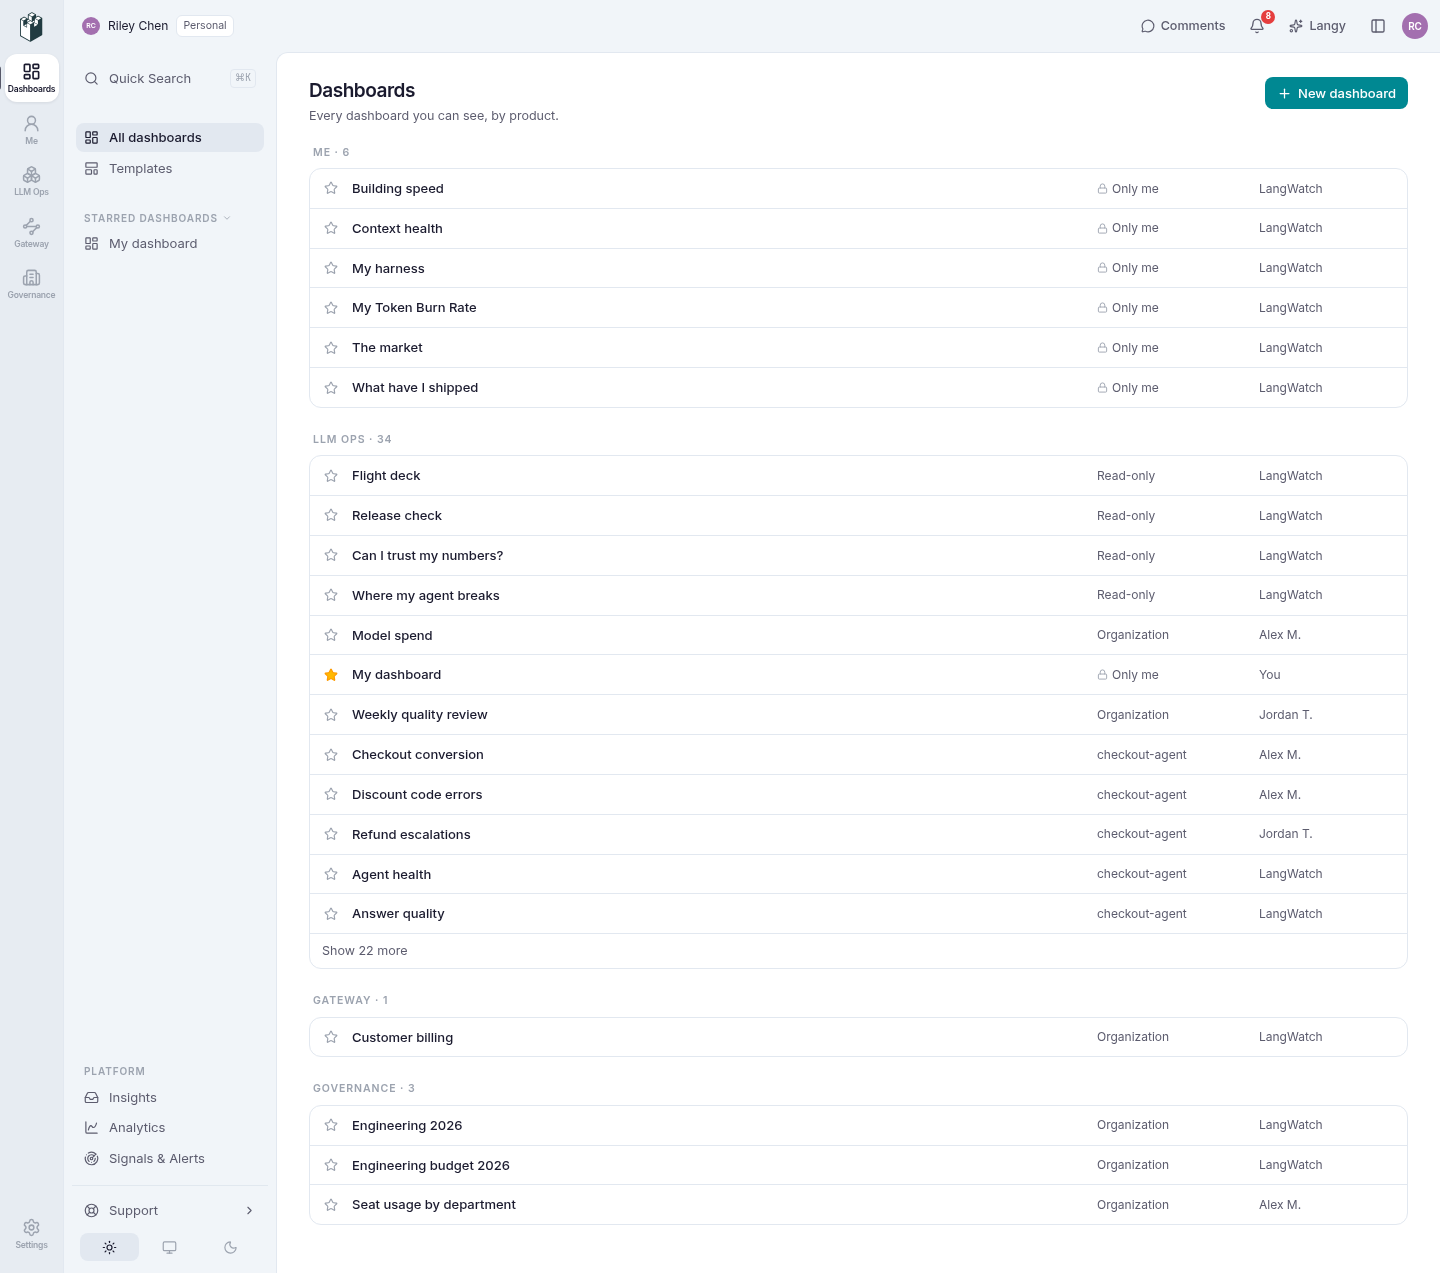 RC Riley Chen Personal
Comments
8
Langy
RC
Dashboards
Me
LLM Ops
Gateway
Governance
Settings
Quick Search ⌘K
All dashboards
Templates
STARRED DASHBOARDS
My dashboard
PLATFORM
Insights
Analytics
Signals & Alerts
Support
Dashboards
Every dashboard you can see, by product.
+ New dashboard
ME · 6
Building speed Only me LangWatch
Context health Only me LangWatch
My harness Only me LangWatch
My Token Burn Rate Only me LangWatch
The market Only me LangWatch
What have I shipped Only me LangWatch
LLM OPS · 34
Flight deck Read-only LangWatch
Release check Read-only LangWatch
Can I trust my numbers? Read-only LangWatch
Where my agent breaks Read-only LangWatch
Model spend Organization Alex M.
My dashboard Only me You
Weekly quality review Organization Jordan T.
Checkout conversion checkout-agent Alex M.
Discount code errors checkout-agent Alex M.
Refund escalations checkout-agent Jordan T.
Agent health checkout-agent LangWatch
Answer quality checkout-agent LangWatch
Show 22 more
GATEWAY · 1
Customer billing Organization LangWatch
GOVERNANCE · 3
Engineering 2026 Organization LangWatch
Engineering budget 2026 Organization LangWatch
Seat usage by department Organization Alex M.